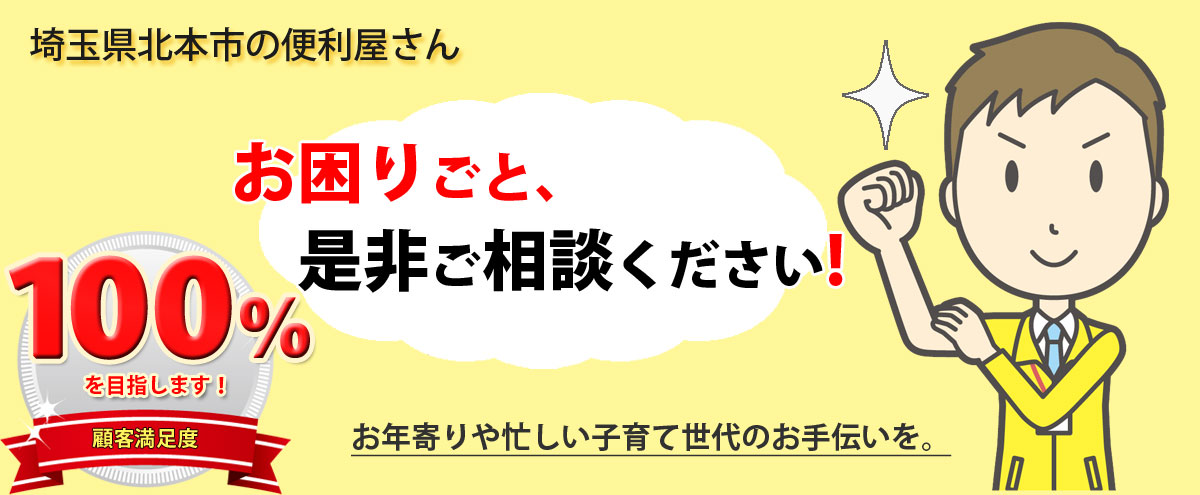 埼玉県北本市の便利屋さん
お困りごと、
是非ご相談ください!
100%
を目指します！
顧客満足度
お年寄りや忙しい子育て世代のお手伝いを。